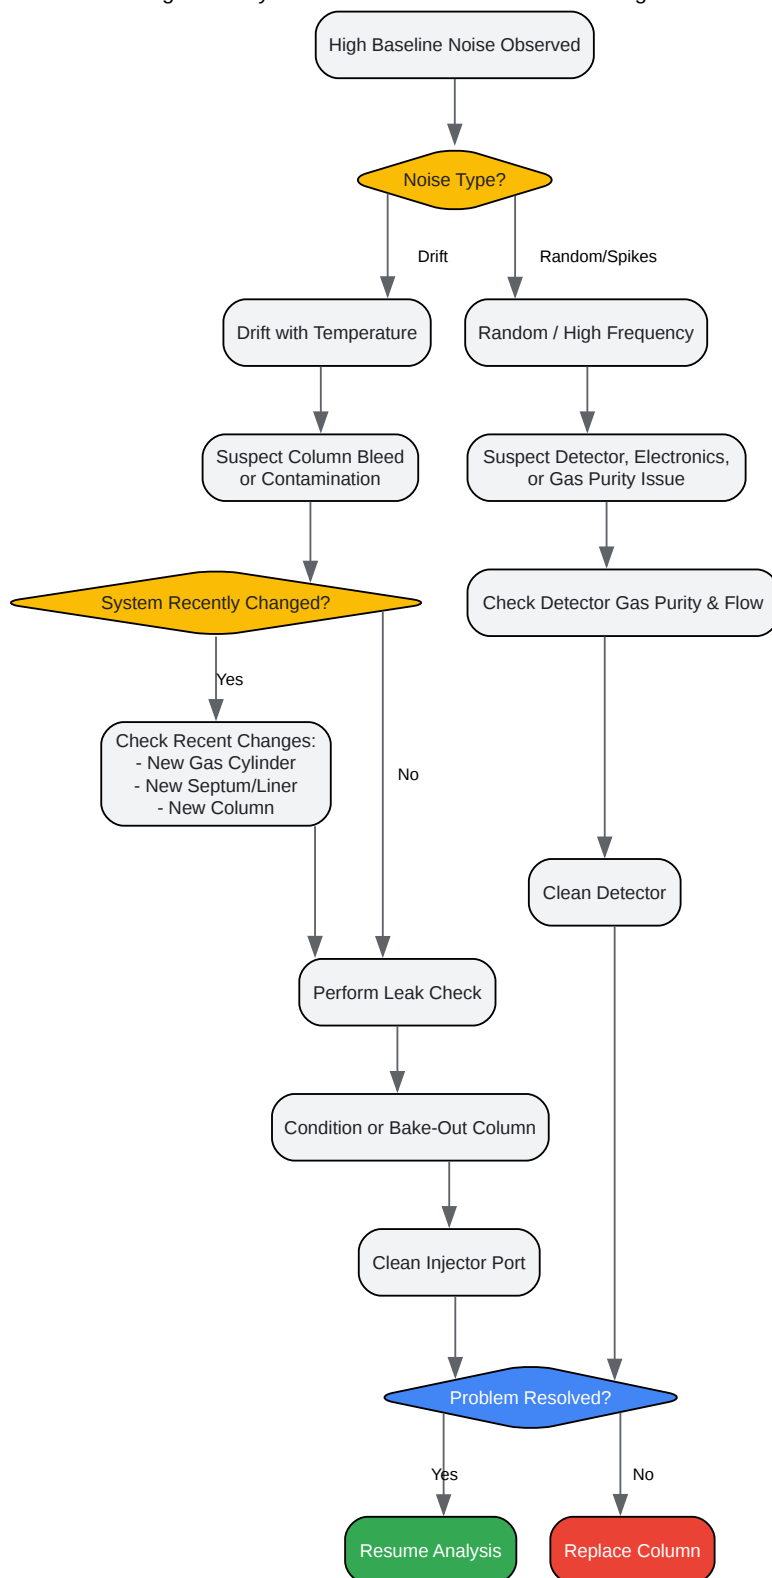 High Baseline Noise Observed
Noise Type?
Drift
Random/Spikes
Drift with Temperature
Random / High Frequency
Suspect Column Bleed
or Contamination
Suspect Detector, Electronics,
or Gas Purity Issue
System Recently Changed?
Check Detector Gas Purity & Flow
Yes
Check Recent Changes:
- New Gas Cylinder
- New Septum/Liner
- New Column
No
Clean Detector
Perform Leak Check
Condition or Bake-Out Column
Clean Injector Port
Problem Resolved?
Yes
No
Resume Analysis
Replace Column